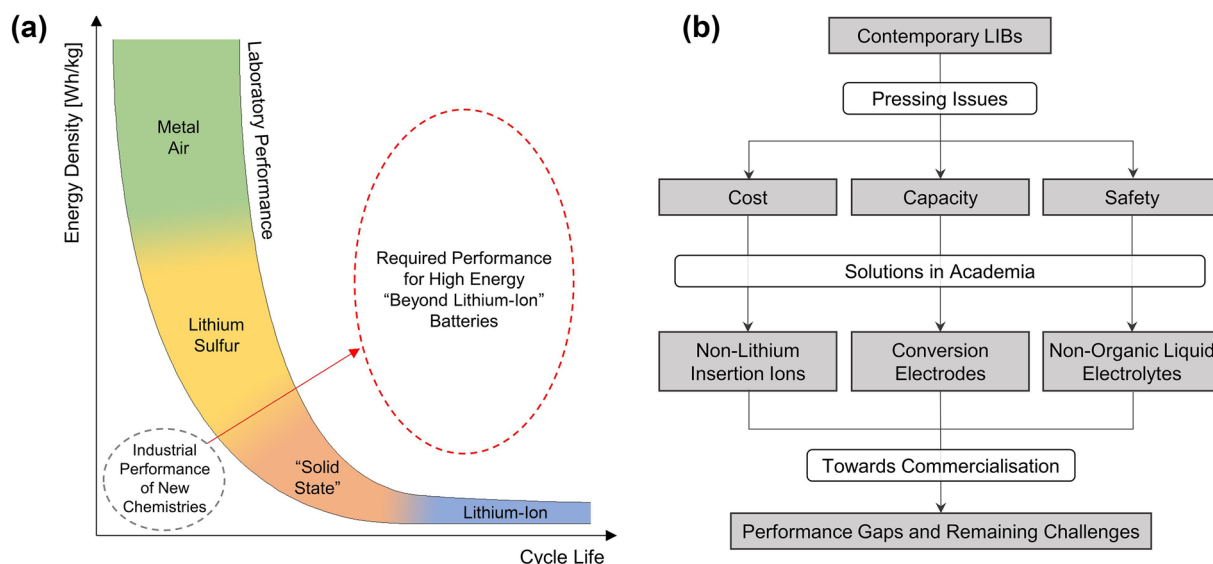 (a)
Energy Density [Wh/kg]
Laboratory Performance
Metal
Air
Lithium
Sulfur
"Solid
State"
Lithium-Ion
Industrial
Performance
of New
Chemistries
Required Performance
for High Energy
"Beyond Lithium-Ion"
Batteries
Cycle Life
(b)
Contemporary LIBs
Pressing Issues
Cost
Capacity
Safety
Solutions in Academia
Non-Lithium
Insertion Ions
Conversion
Electrodes
Non-Organic Liquid
Electrolytes
Towards Commercialisation
Performance Gaps and Remaining Challenges